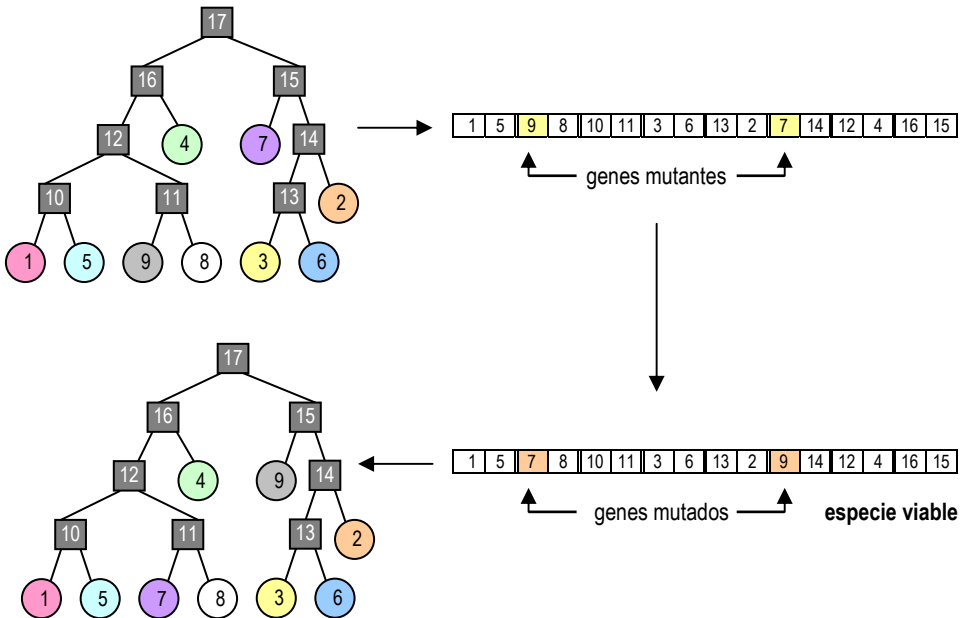 17
16 15
12 4 7 14
1 5 9 8 10 11 3 6 13 2 7 14 12 4 16 15
genes mutantes
10 11 13 2
1 5 9 8 3 6
17
16 15
12 4 9 14
1 5 7 8 10 11 3 6 13 2 9 14 12 4 16 15
genes mutados especie viable
10 11 13 2
1 5 7 8 3 6